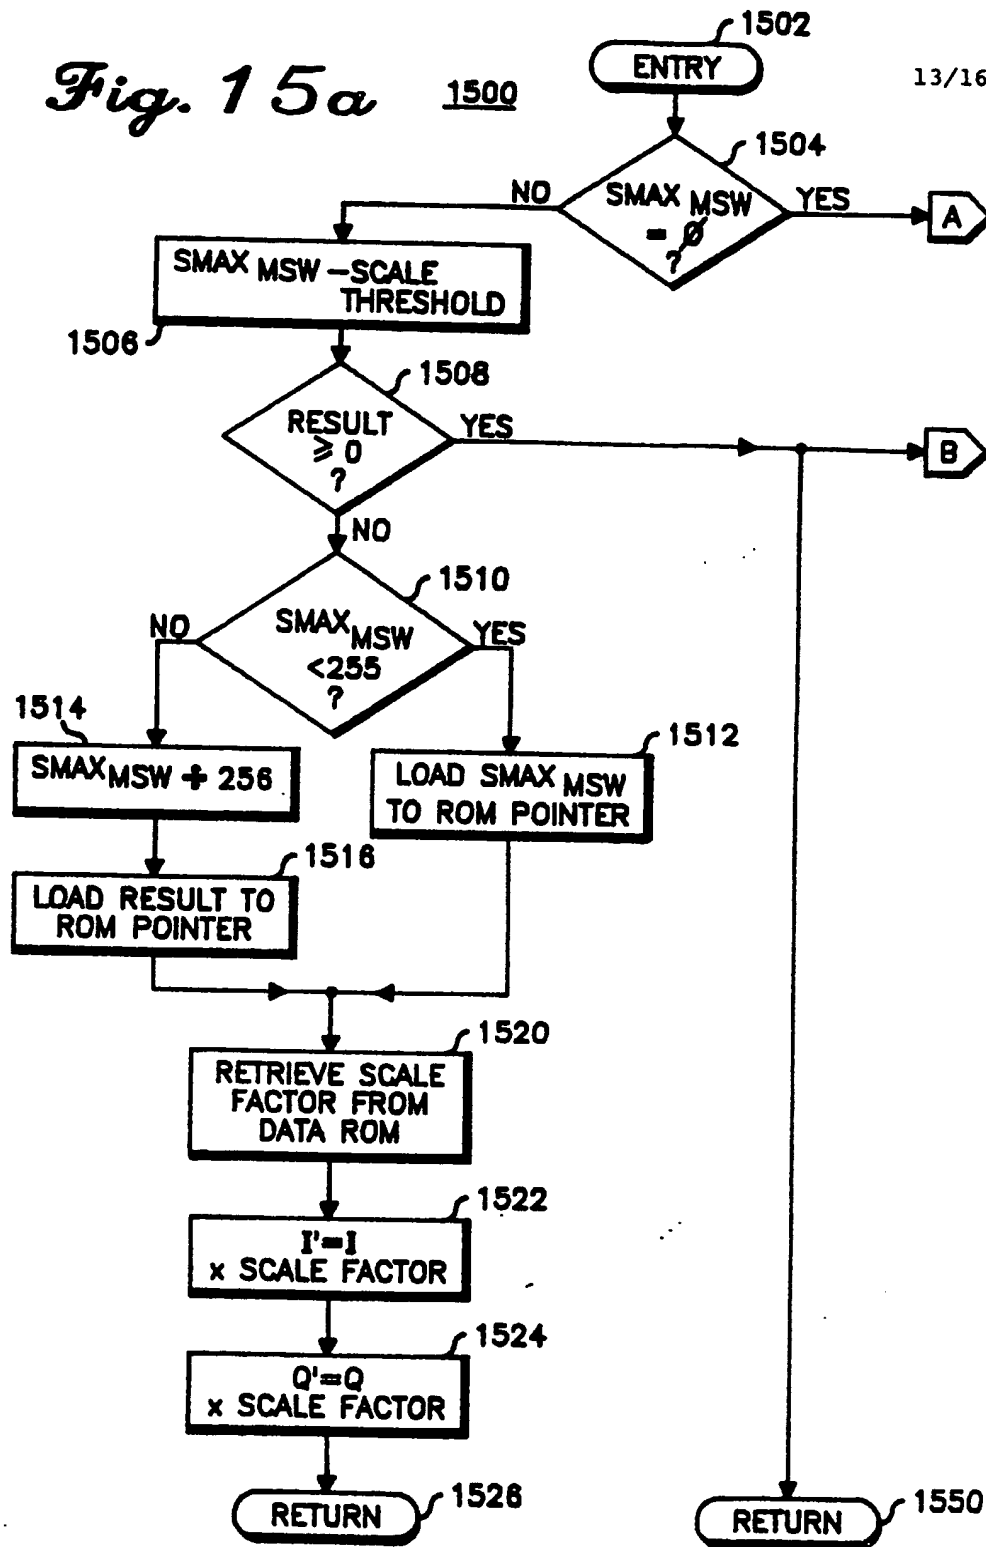 1502
Fig. 15a
1500
ENTRY
13/16
1504
SMAX MSW
= Ø
?
NO
YES
A
SMAX MSW – SCALE
THRESHOLD
1506
1508
RESULT
≥ 0
?
YES
B
NO
1510
SMAX MSW
<255
?
NO
YES
1514
SMAX MSW ÷ 256
1512
LOAD SMAX MSW
TO ROM POINTER
1516
LOAD RESULT TO
ROM POINTER
1520
RETRIEVE SCALE
FACTOR FROM
DATA ROM
1522
I'=I
x SCALE FACTOR
1524
Q'=Q
x SCALE FACTOR
RETURN
1526
RETURN
1550